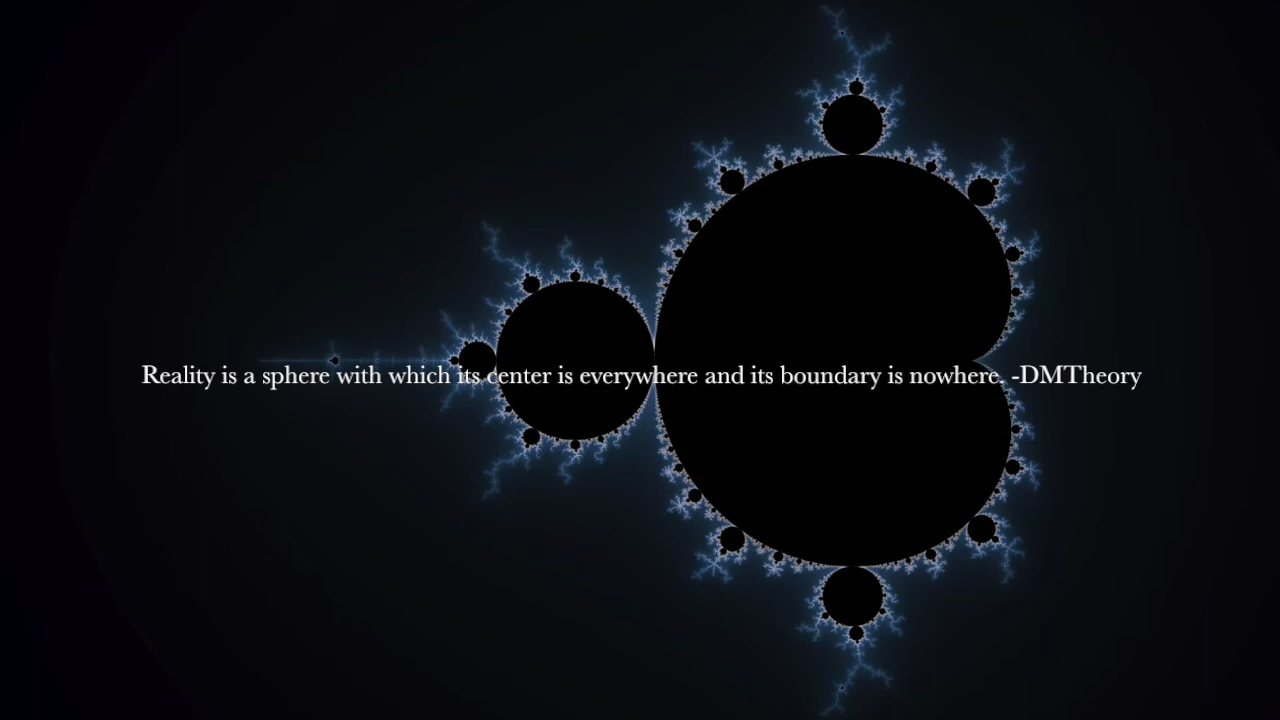 Reality is a sphere with which its center is everywhere and its boundary is nowhere. -DMTheory